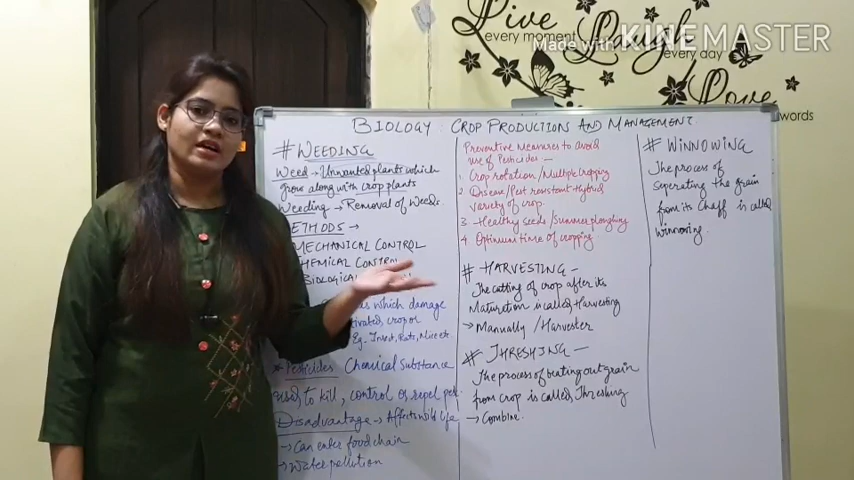 Live
every moment,
Laugh
every day
Love
words
Made with KINEMASTER
BIOLOGY: CROP PRODUCTION AND MANAGEMENT
# WEEDING
Weed → Unwanted plants which
grow along with crop plants
Weeding → Removal of weeds.
METHODS →
MECHANICAL CONTROL
CHEMICAL CONTROL
BIOLOGICAL
which damage
crop or
Eg. Insect, Rats, Mice etc.
* Pesticides Chemical Substance
used to kill, control or repel pest
Disadvantage → Affects wild life
→ Can enter food chain
→ Water pollution
Preventive Measures to avoid
use of Pesticides -
1 Crop rotation / Multiple Cropping
2 Disease/Pest resistant Hybrid
variety of crop.
3. Healthy seeds / Summer ploughing
4 Optimum time of cropping
# HARVESTING -
The cutting of crop after its
Maturation is called Harvesting
→ Manually / Harvester
# THRESHING -
The process of beating out grain
from crop is called Threshing
→ Combine.
# WINNOWING
The process of
seperating the grain
from its Chaff is called
winnowing.